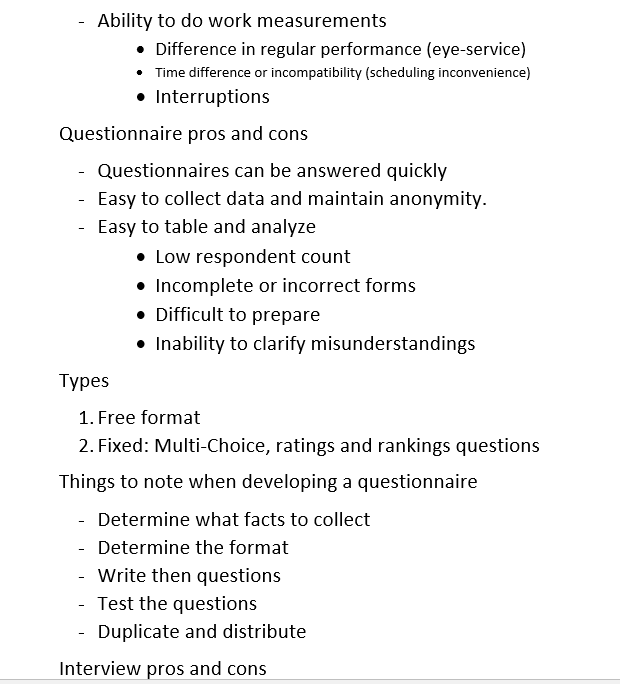 - Ability to do work measurements
• Difference in regular performance (eye-service)
• Time difference or incompatibility (scheduling inconvenience)
• Interruptions
Questionnaire pros and cons
- Questionnaires can be answered quickly
- Easy to collect data and maintain anonymity.
- Easy to table and analyze
• Low respondent count
• Incomplete or incorrect forms
• Difficult to prepare
• Inability to clarify misunderstandings
Types
1. Free format
2. Fixed: Multi-Choice, ratings and rankings questions
Things to note when developing a questionnaire
- Determine what facts to collect
- Determine the format
- Write then questions
- Test the questions
- Duplicate and distribute
Interview pros and cons